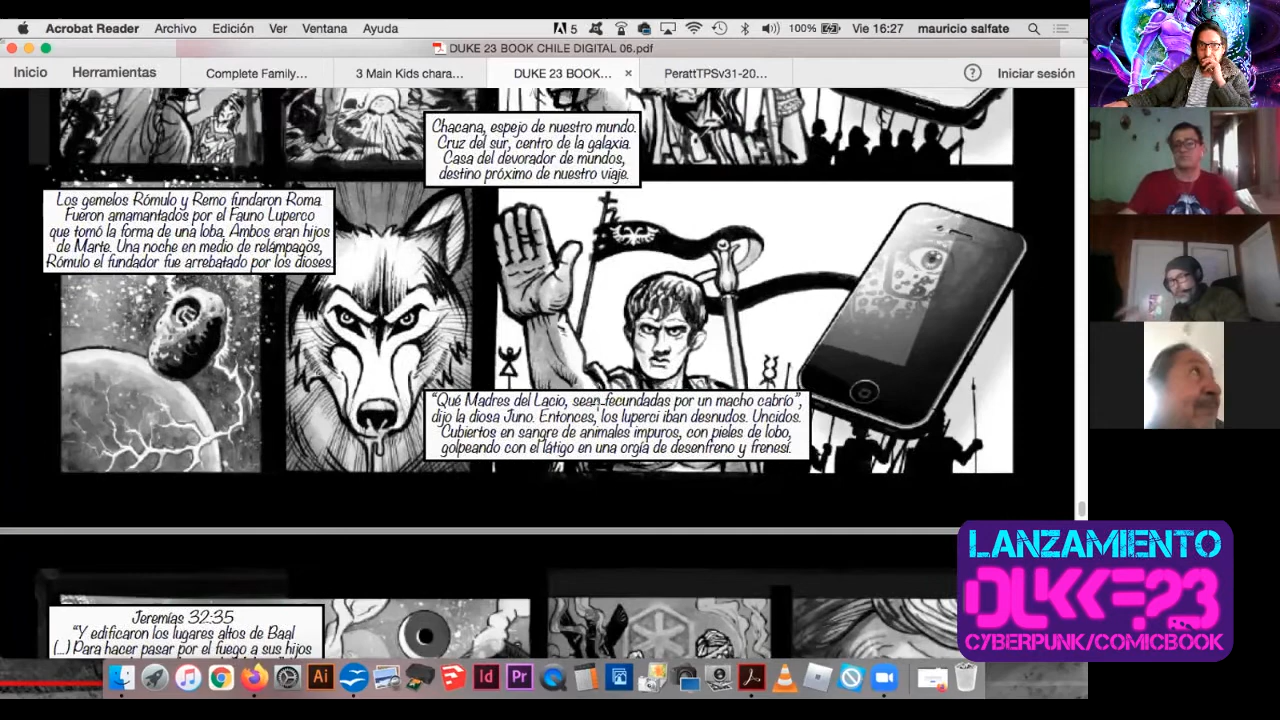 Acrobat Reader Archivo Edición Ver Ventana Ayuda
5 100% Vie 16:27 mauricio salfate
DUKE 23 BOOK CHILE DIGITAL 06.pdf
Inicio Herramientas Complete Family... 3 Main Kids chara... DUKE 23 BOOK... × PerattTPSv31-20... ? Iniciar sesión
Chacana, espejo de nuestro mundo.
Cruz del sur, centro de la galaxia.
Casa del devorador de mundos,
destino próximo de nuestro viaje.
Los gemelos Rómulo y Remo fundaron Roma.
Fueron amamantados por el Fauno Luperco
que tomó la forma de una loba. Ambos eran hijos
de Marte. Una noche en medio de relámpagos,
Rómulo el fundador fue arrebatado por los dioses.
“Qué Madres del Lacio, sean fecundadas por un macho cabrío”,
dijo la diosa Juno. Entonces, los luperci iban desnudos. Uncidos.
Cubiertos en sangre de animales impuros, con pieles de lobo,
golpeando con el látigo en una orgía de desenfreno y frenesí.
Jeremías 32:35
“Y edificaron los lugares altos de Baal
(...) Para hacer pasar por el fuego a sus hijos
LANZAMIENTO
DUKE23
CYBERPUNK/COMICBOOK
Ai Id Pr